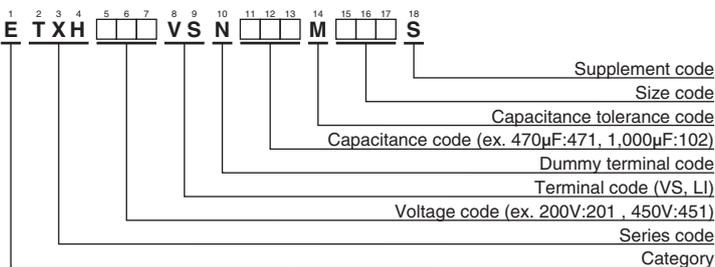 1 2 3 4 5 6 7 8 9 10 11 12 13 14 15 16 17 18
E T X H □□□ V S N □□□ M □□□ S
Supplement code
Size code
Capacitance tolerance code
Capacitance code (ex. 470μF:471, 1,000μF:102)
Dummy terminal code
Terminal code (VS, LI)
Voltage code (ex. 200V:201 , 450V:451)
Series code
Category